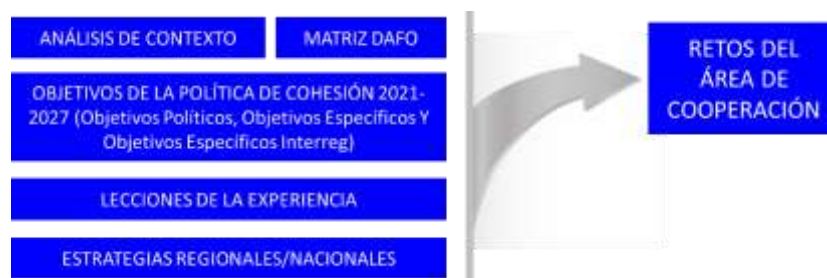 ANÁLISIS DE CONTEXTO
MATRIZ DAFO
OBJETIVOS DE LA POLÍTICA DE COHESIÓN 2021-
2027 (Objetivos Políticos, Objetivos Específicos Y
Objetivos Específicos Interreg)
LECCIONES DE LA EXPERIENCIA
ESTRATEGIAS REGIONALES/NACIONALES
RETOS DEL
ÁREA DE
COOPERACIÓN